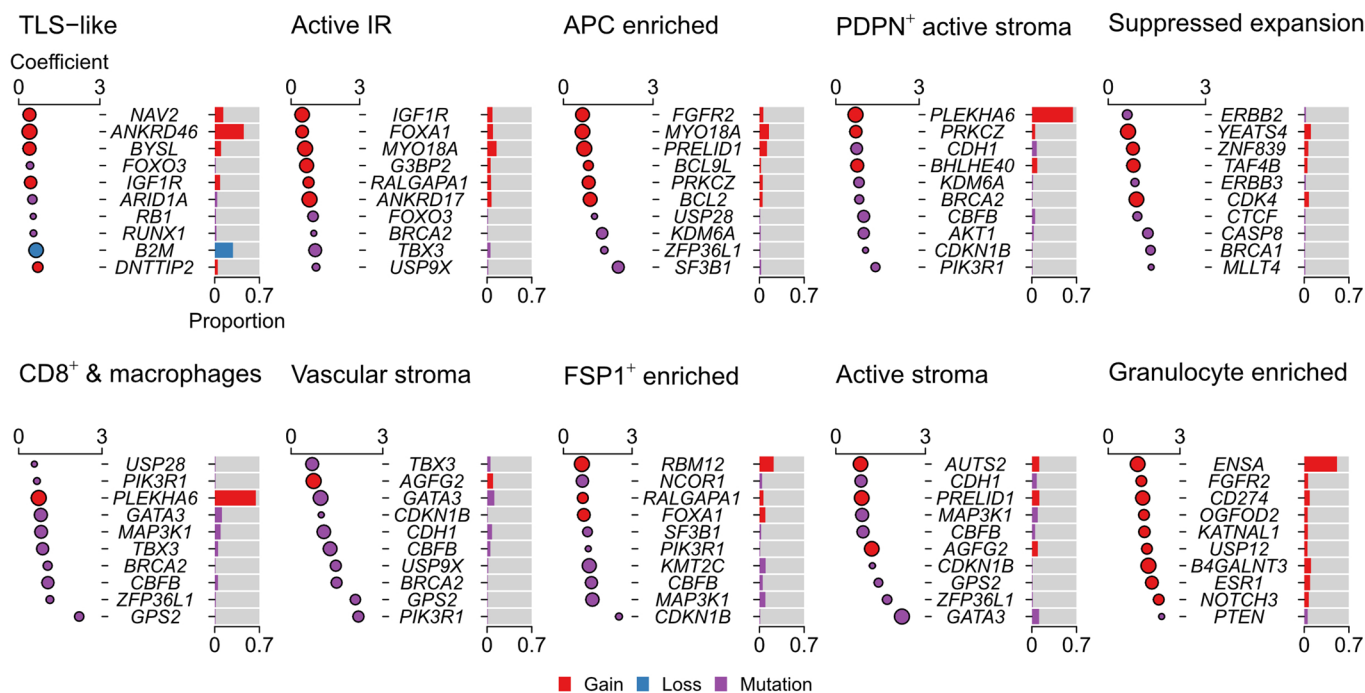 TLS−like
Coefficient
0 3
NAV2
ANKRD46
BYSL
FOXO3
IGF1R
ARID1A
RB1
RUNX1
B2M
DNTTIP2
0 0.7
Proportion
Active IR
0 3
IGF1R
FOXA1
MYO18A
G3BP2
RALGAPA1
ANKRD17
FOXO3
BRCA2
TBX3
USP9X
0 0.7
APC enriched
0 3
FGFR2
MYO18A
PRELID1
BCL9L
PRKCZ
BCL2
USP28
KDM6A
ZFP36L1
SF3B1
0 0.7
PDPN+ active stroma
0 3
PLEKHA6
PRKCZ
CDH1
BHLHE40
KDM6A
BRCA2
CBFB
AKT1
CDKN1B
PIK3R1
0 0.7
Suppressed expansion
0 3
ERBB2
YEATS4
ZNF839
TAF4B
ERBB3
CDK4
CTCF
CASP8
BRCA1
MLLT4
0 0.7
CD8+ & macrophages
0 3
USP28
PIK3R1
PLEKHA6
GATA3
MAP3K1
TBX3
BRCA2
CBFB
ZFP36L1
GPS2
0 0.7
Vascular stroma
0 3
TBX3
AGFG2
GATA3
CDKN1B
CDH1
CBFB
USP9X
BRCA2
GPS2
PIK3R1
0 0.7
FSP1+ enriched
0 3
RBM12
NCOR1
RALGAPA1
FOXA1
SF3B1
PIK3R1
KMT2C
CBFB
MAP3K1
CDKN1B
0 0.7
Active stroma
0 3
AUTS2
CDH1
PRELID1
MAP3K1
CBFB
AGFG2
CDKN1B
GPS2
ZFP36L1
GATA3
0 0.7
Granulocyte enriched
0 3
ENSA
FGFR2
CD274
OGFOD2
KATNAL1
USP12
B4GALNT3
ESR1
NOTCH3
PTEN
0 0.7
Gain Loss Mutation